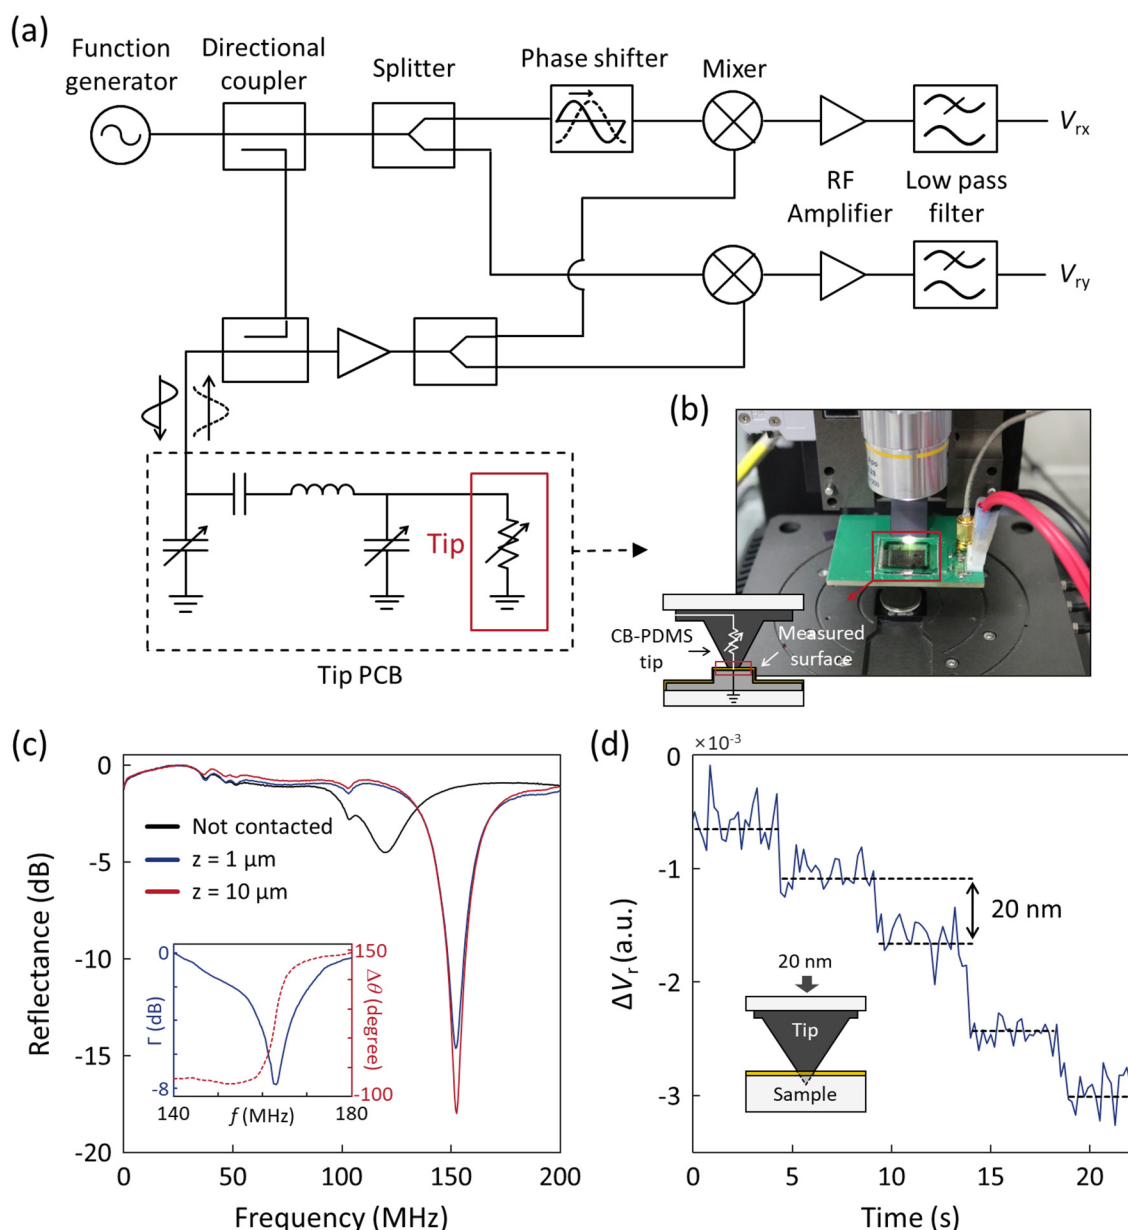 (a)
Function
generator
Directional
coupler
Splitter
Phase shifter
Mixer
V_rx
RF
Amplifier
Low pass
filter
V_ry
Tip
Tip PCB
(b)
CB-PDMS
tip
Measured
surface
(c)
0
-5
-10
-15
-20
Reflectance (dB)
Not contacted
z = 1 μm
z = 10 μm
0
-8
Γ (dB)
150
-100
Δθ (degree)
140
f (MHz)
180
0
50
100
150
200
Frequency (MHz)
(d)
×10⁻³
0
-1
-2
-3
ΔV_r (a.u.)
20 nm
20 nm
Tip
Sample
0
5
10
15
20
Time (s)